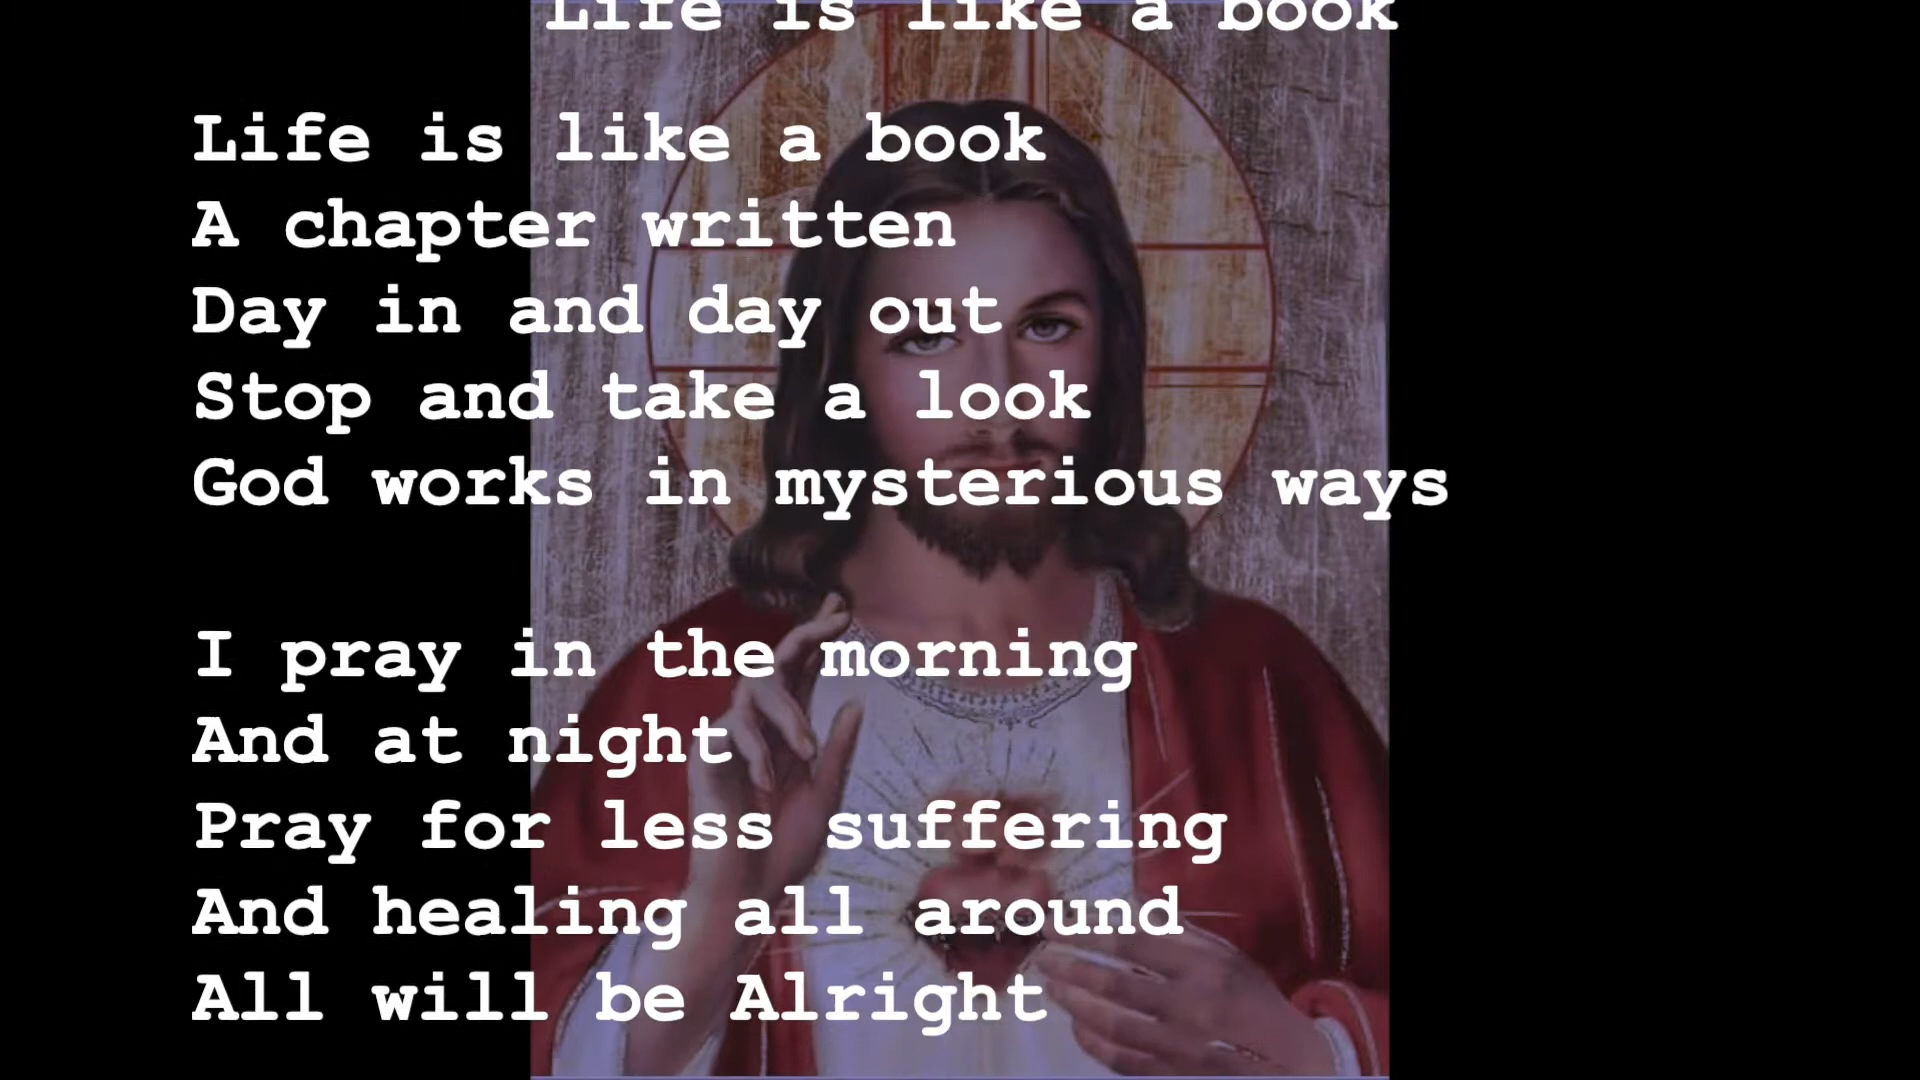 Life is like a book
Life is like a book
A chapter written
Day in and day out
Stop and take a look
God works in mysterious ways
I pray in the morning
And at night
Pray for less suffering
And healing all around
All will be Alright